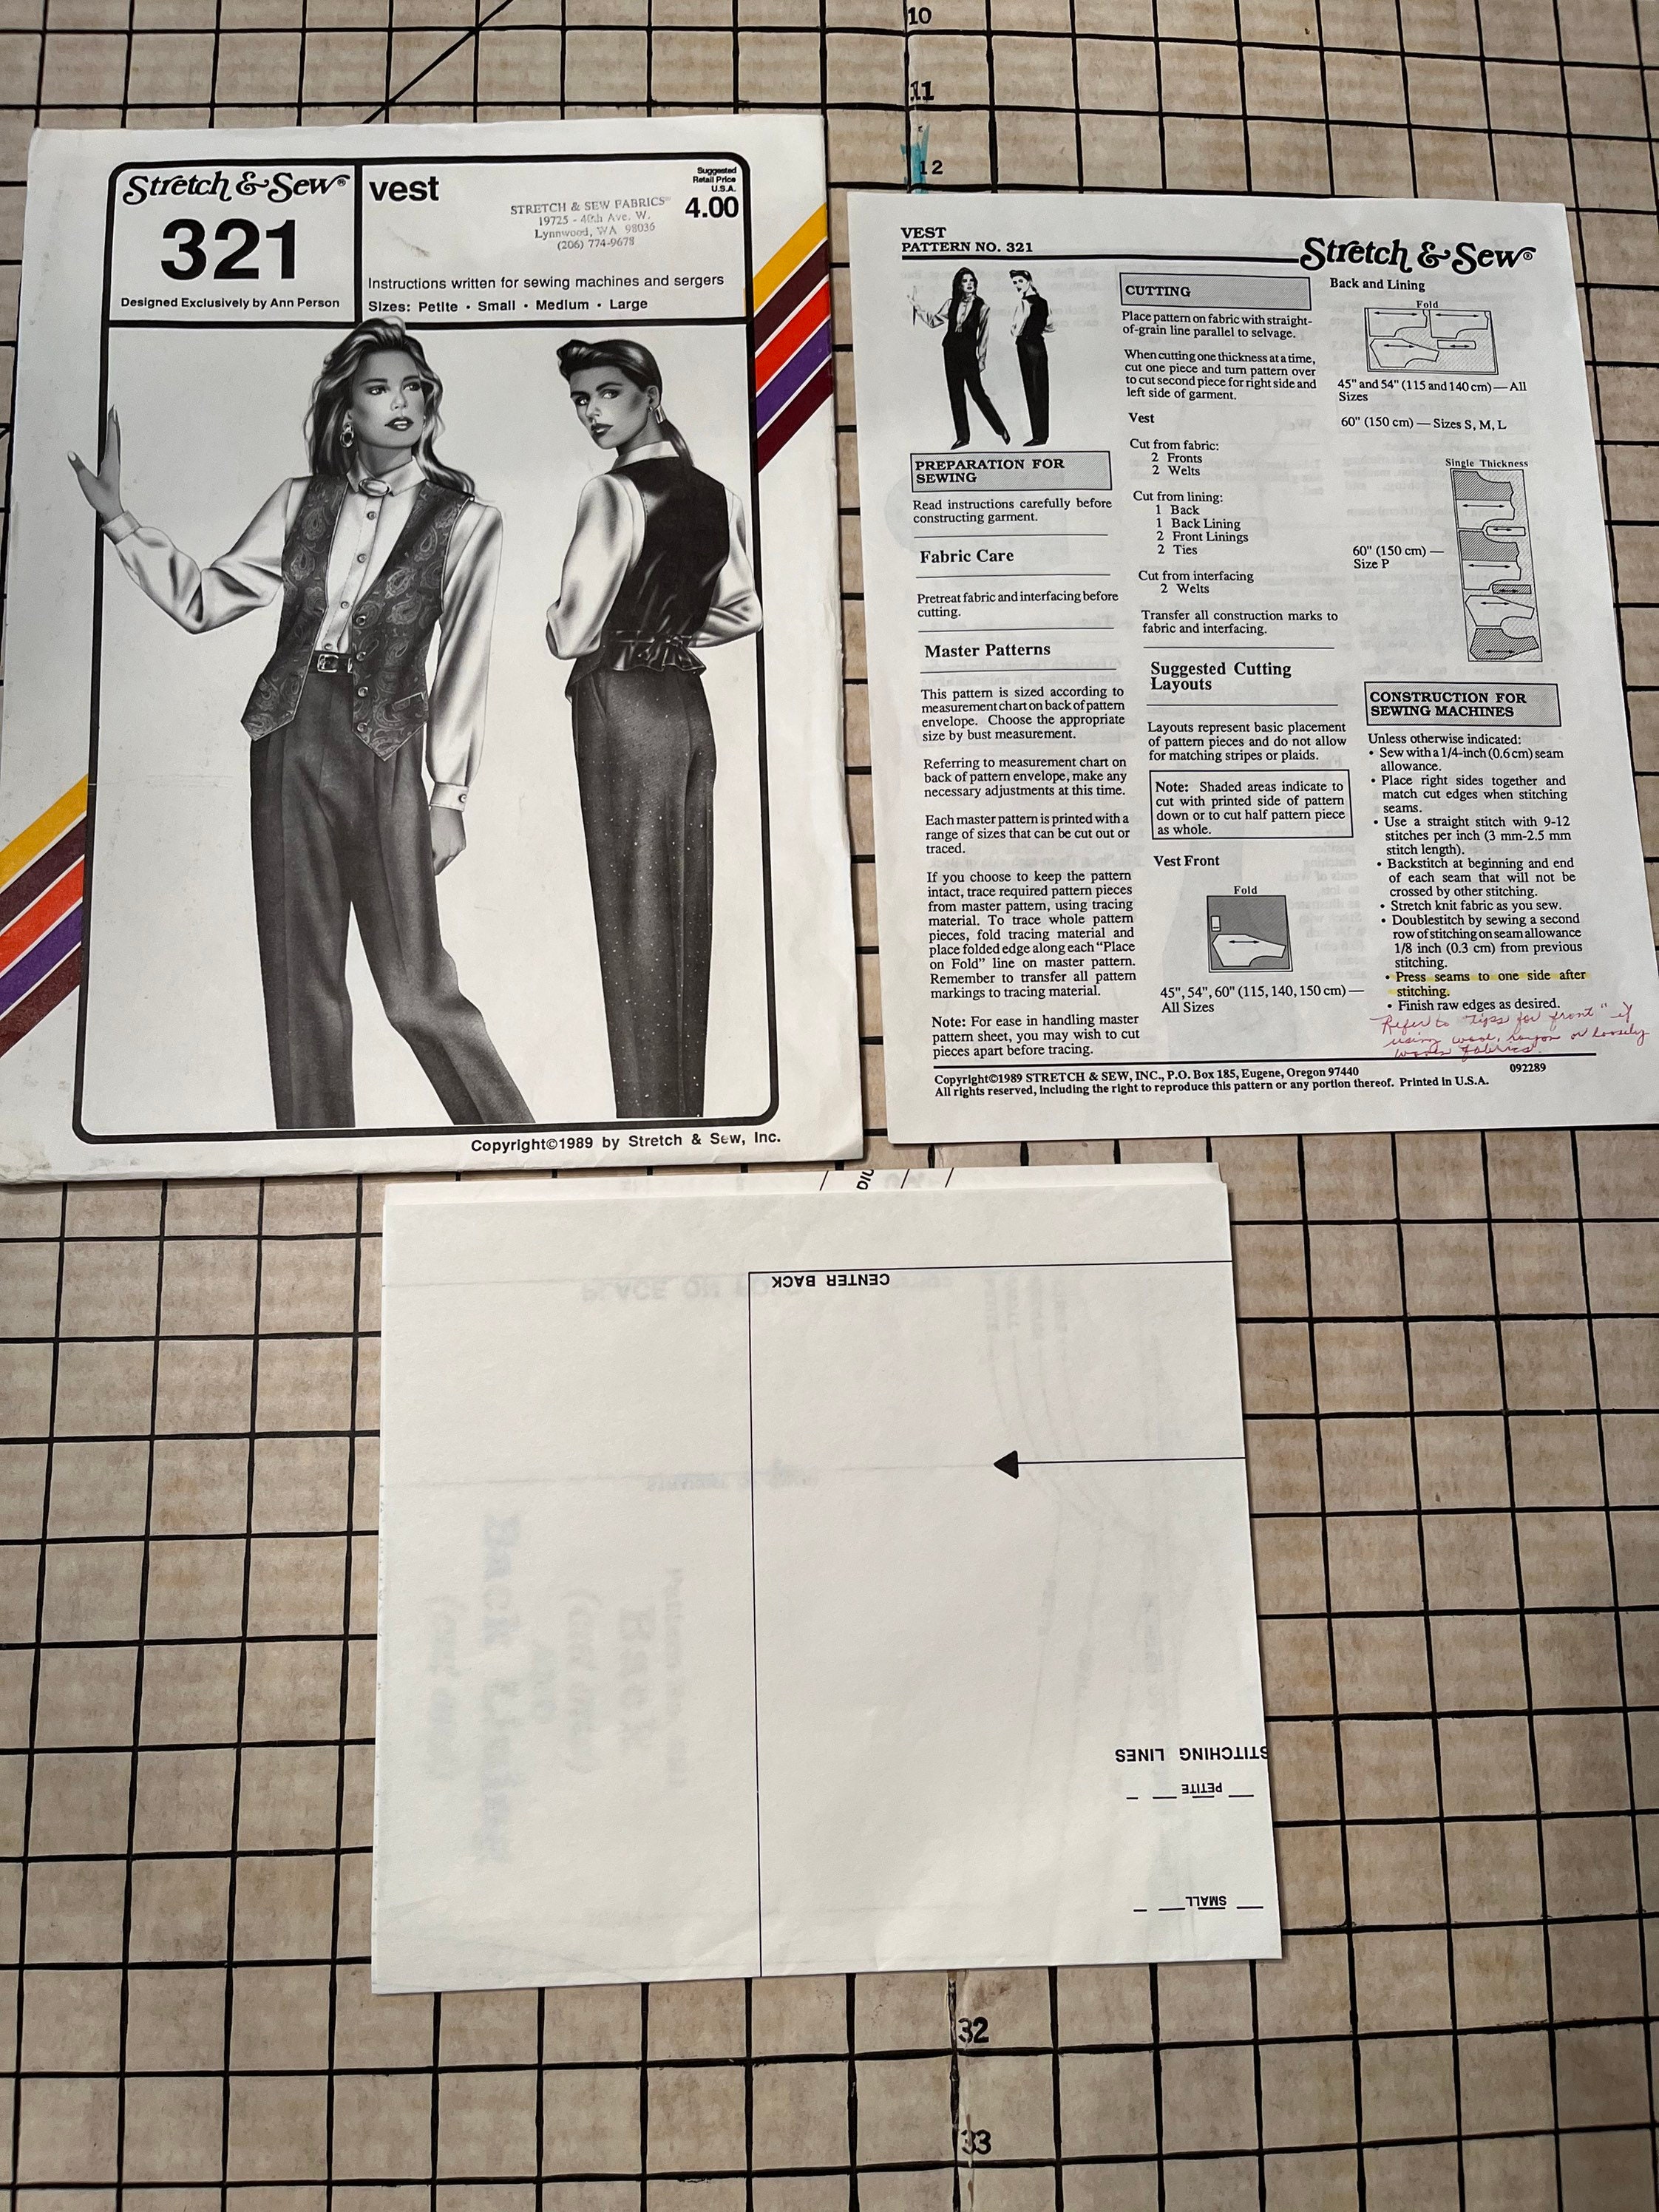 10
11
12
Stretch & Sew®
321
Designed Exclusively by Ann Person
vest
Suggested
Retail Price
U.S.A.
4.00
STRETCH & SEW FABRICS
19725 - 40th Ave. W.
Lynnwood, WA 98036
(206) 774-9678
Instructions written for sewing machines and sergers
Sizes: Petite • Small • Medium • Large
Copyright©1989 by Stretch & Sew, Inc.
VEST
PATTERN NO. 321
Stretch & Sew®
PREPARATION FOR
SEWING
Read instructions carefully before
constructing garment.
Fabric Care
Pretreat fabric and interfacing before
cutting.
Master Patterns
This pattern is sized according to
measurement chart on back of pattern
envelope. Choose the appropriate
size by bust measurement.
Referring to measurement chart on
back of pattern envelope, make any
necessary adjustments at this time.
Each master pattern is printed with a
range of sizes that can be cut out or
traced.
If you choose to keep the pattern
intact, trace required pattern pieces
from master pattern, using tracing
material. To trace whole pattern
pieces, fold tracing material and
place folded edge along each "Place
on Fold" line on master pattern.
Remember to transfer all pattern
markings to tracing material.
Note: For ease in handling master
pattern sheet, you may wish to cut
pieces apart before tracing.
CUTTING
Place pattern on fabric with straight-
of-grain line parallel to selvage.
When cutting one thickness at a time,
cut one piece and turn pattern over
to cut second piece for right side and
left side of garment.
Vest
Cut from fabric:
2 Fronts
2 Welts
Cut from lining:
1 Back
1 Back Lining
2 Front Linings
2 Ties
Cut from interfacing
2 Welts
Transfer all construction marks to
fabric and interfacing.
Suggested Cutting
Layouts
Layouts represent basic placement
of pattern pieces and do not allow
for matching stripes or plaids.
Note: Shaded areas indicate to
cut with printed side of pattern
down or to cut half pattern piece
as whole.
Vest Front
Fold
45", 54", 60" (115, 140, 150 cm) —
All Sizes
Back and Lining
Fold
45" and 54" (115 and 140 cm) — All
Sizes
60" (150 cm) — Sizes S, M, L
Single Thickness
60" (150 cm) —
Size P
CONSTRUCTION FOR
SEWING MACHINES
Unless otherwise indicated:
• Sew with a 1/4-inch (0.6 cm) seam
allowance.
• Place right sides together and
match cut edges when stitching
seams.
• Use a straight stitch with 9-12
stitches per inch (3 mm-2.5 mm
stitch length).
• Backstitch at beginning and end
of each seam that will not be
crossed by other stitching.
• Stretch knit fabric as you sew.
• Doublestitch by sewing a second
row of stitching on seam allowance
1/8 inch (0.3 cm) from previous
stitching.
• Press seams to one side after
stitching.
• Finish raw edges as desired.
Refer to "tips for front" if
using wool, rayon or loosely
woven fabrics.
Copyright©1989 STRETCH & SEW, INC., P.O. Box 185, Eugene, Oregon 97440
092289
All rights reserved, including the right to reproduce this pattern or any portion thereof. Printed in U.S.A.
CENTER BACK
PLACE ON FOLD
STITCHING LINES
PETITE
SMALL
32
33